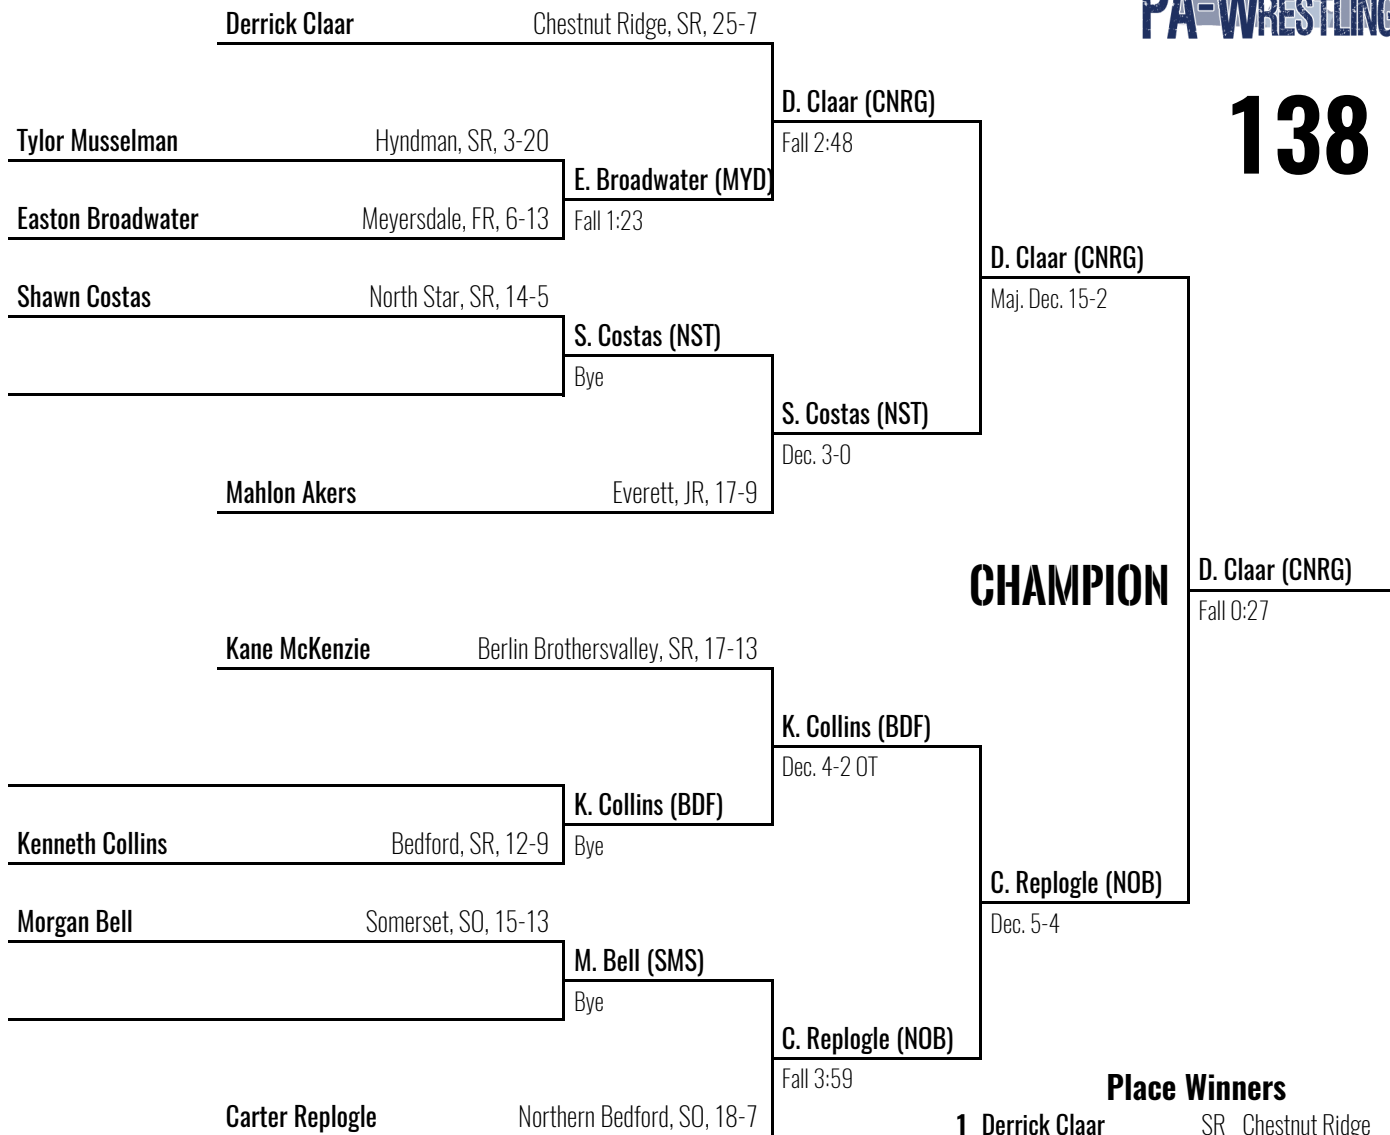 PA-WRESTLING
138
Derrick Claar Chestnut Ridge, SR, 25-7
D. Claar (CNRG)
Fall 2:48
Tylor Musselman Hyndman, SR, 3-20
E. Broadwater (MYD)
Fall 1:23
Easton Broadwater Meyersdale, FR, 6-13
D. Claar (CNRG)
Maj. Dec. 15-2
Shawn Costas North Star, SR, 14-5
S. Costas (NST)
Bye
S. Costas (NST)
Dec. 3-0
Mahlon Akers Everett, JR, 17-9
CHAMPION
D. Claar (CNRG)
Fall 0:27
Kane McKenzie Berlin Brothersvalley, SR, 17-13
K. Collins (BDF)
Dec. 4-2 OT
K. Collins (BDF)
Bye
Kenneth Collins Bedford, SR, 12-9
C. Replogle (NOB)
Dec. 5-4
Morgan Bell Somerset, SO, 15-13
M. Bell (SMS)
Bye
C. Replogle (NOB)
Fall 3:59
Carter Replogle Northern Bedford, SO, 18-7
Place Winners
1 Derrick Claar SR Chestnut Ridge